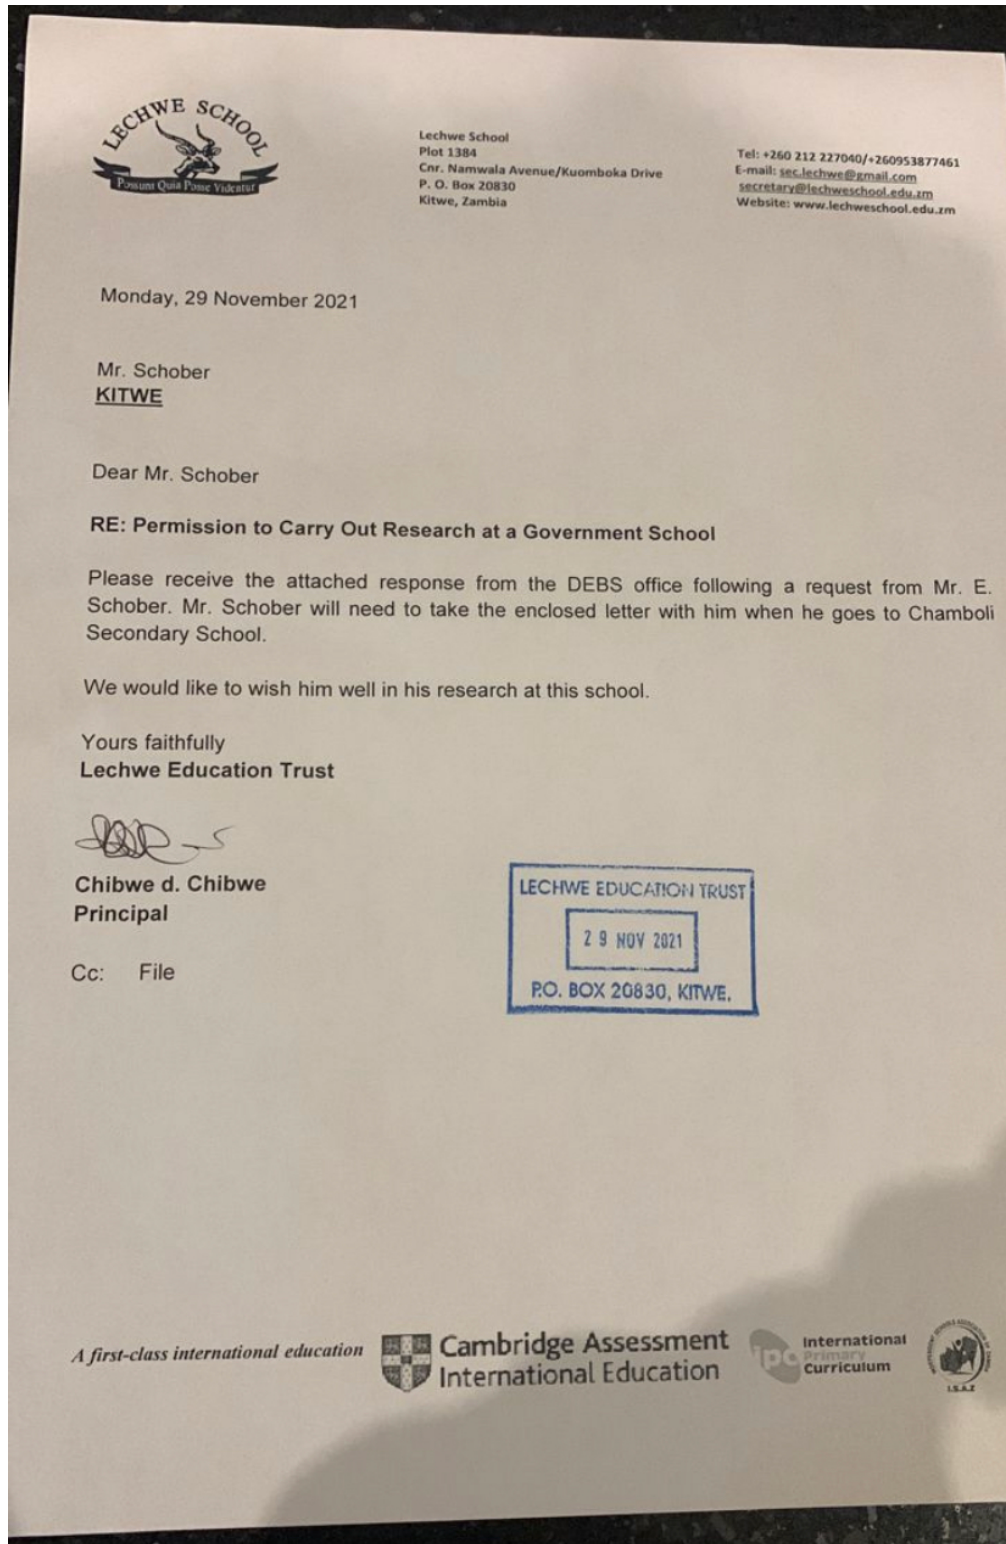 LECHWE SCHOOL
Possunt Quia Posse Videntur
Lechwe School
Plot 1384
Cnr. Namwala Avenue/Kuomboka Drive
P. O. Box 20830
Kitwe, Zambia
Tel: +260 212 227040/+260953877461
E-mail: sec.lechwe@gmail.com
secretary@lechweschool.edu.zm
Website: www.lechweschool.edu.zm
Monday, 29 November 2021
Mr. Schober
KITWE
Dear Mr. Schober
RE: Permission to Carry Out Research at a Government School
Please receive the attached response from the DEBS office following a request from Mr. E.
Schober. Mr. Schober will need to take the enclosed letter with him when he goes to Chamboli
Secondary School.
We would like to wish him well in his research at this school.
Yours faithfully
Lechwe Education Trust
Chibwe d. Chibwe
Principal
Cc: File
LECHWE EDUCATION TRUST
29 NOV 2021
P.O. BOX 20830, KITWE.
A first-class international education
Cambridge Assessment
International Education
ipc
International
Primary
Curriculum
I.S.A.Z